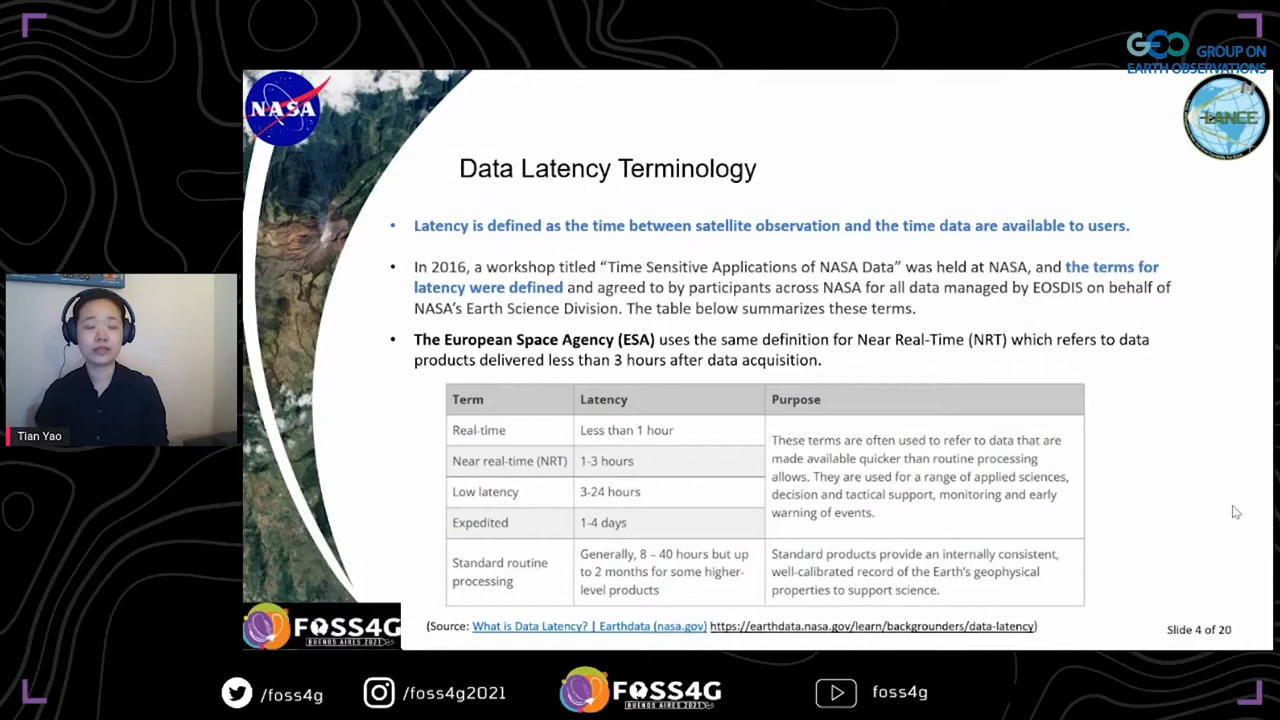 GEO GROUP ON
EARTH OBSERVATIONS
NASA
LANCE
Data Latency Terminology
• Latency is defined as the time between satellite observation and the time data are available to users.
• In 2016, a workshop titled “Time Sensitive Applications of NASA Data” was held at NASA, and the terms for
latency were defined and agreed to by participants across NASA for all data managed by EOSDIS on behalf of
NASA’s Earth Science Division. The table below summarizes these terms.
• The European Space Agency (ESA) uses the same definition for Near Real-Time (NRT) which refers to data
products delivered less than 3 hours after data acquisition.
Term Latency Purpose
Real-time Less than 1 hour
Near real-time (NRT) 1-3 hours
Low latency 3-24 hours
Expedited 1-4 days
These terms are often used to refer to data that are
made available quicker than routine processing
allows. They are used for a range of applied sciences,
decision and tactical support, monitoring and early
warning of events.
Standard routine
processing
Generally, 8 – 40 hours but up
to 2 months for some higher-
level products
Standard products provide an internally consistent,
well-calibrated record of the Earth’s geophysical
properties to support science.
(Source: What is Data Latency? | Earthdata (nasa.gov) https://earthdata.nasa.gov/learn/backgrounders/data-latency)
Slide 4 of 20
Tian Yao
FOSS4G
BUENOS AIRES 2021
/foss4g
/foss4g2021
FOSS4G
BUENOS AIRES 2021
foss4g